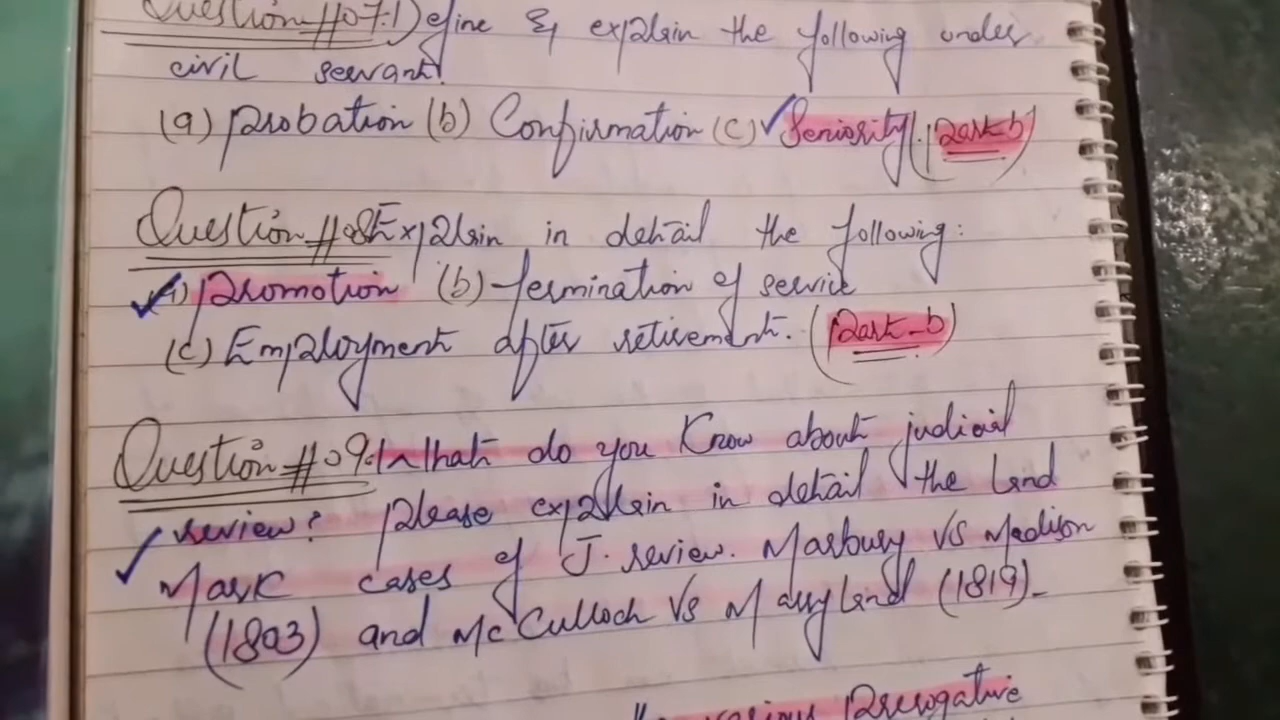 Question #07:Define & explain the following under
civil servant!
(a) probation (b) Confirmation (c) Seniority. (part-b)
Question #08:Explain in detail the following:
(a) promotion (b) termination of service
(c) Employment after retirement. (part-b)
Question #09:What do you Know about judicial
review? please explain in detail the land
Mark cases of J. review. Marbury VS Madison
(1803) and McCulloch VS Maryland (1819)-
various prerogative